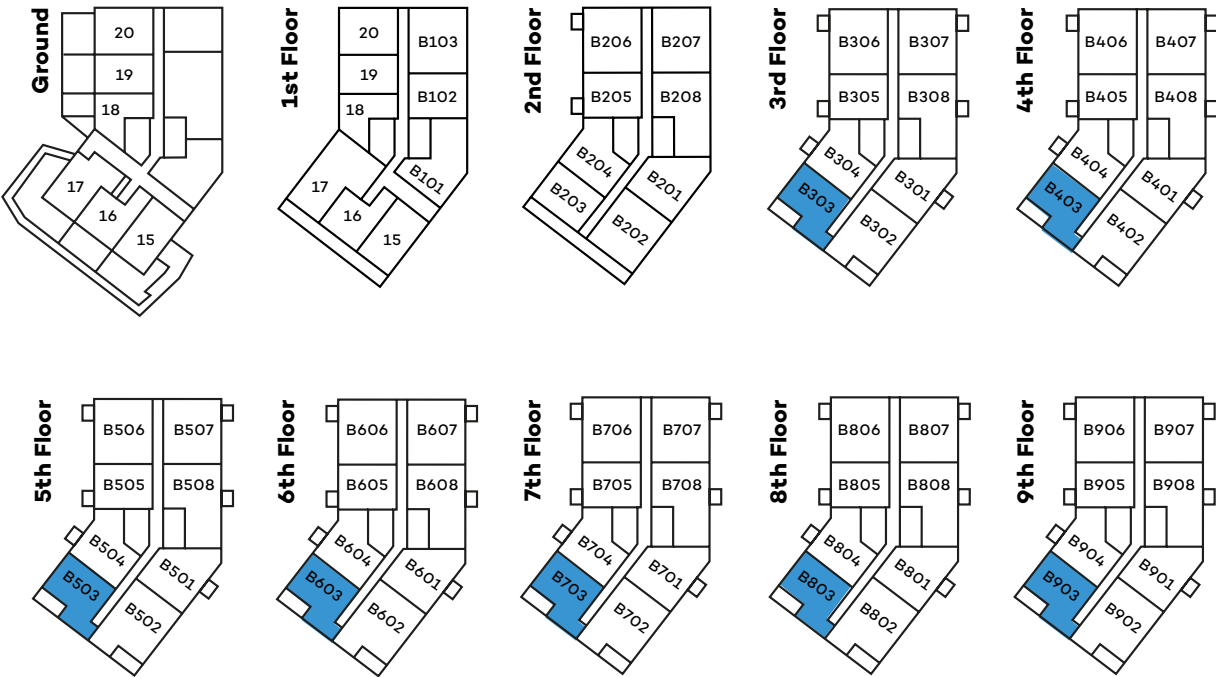 Ground
20
19
18
17
16
15
1st Floor
20
B103
19
B102
18
B101
17
16
15
2nd Floor
B206
B207
B205
B208
B204
B201
B203
B202
3rd Floor
B306
B307
B305
B308
B304
B301
B303
B302
4th Floor
B406
B407
B405
B408
B404
B401
B403
B402
5th Floor
B506
B507
B505
B508
B504
B501
B503
B502
6th Floor
B606
B607
B605
B608
B604
B601
B603
B602
7th Floor
B706
B707
B705
B708
B704
B701
B703
B702
8th Floor
B806
B807
B805
B808
B804
B801
B803
B802
9th Floor
B906
B907
B905
B908
B904
B901
B903
B902